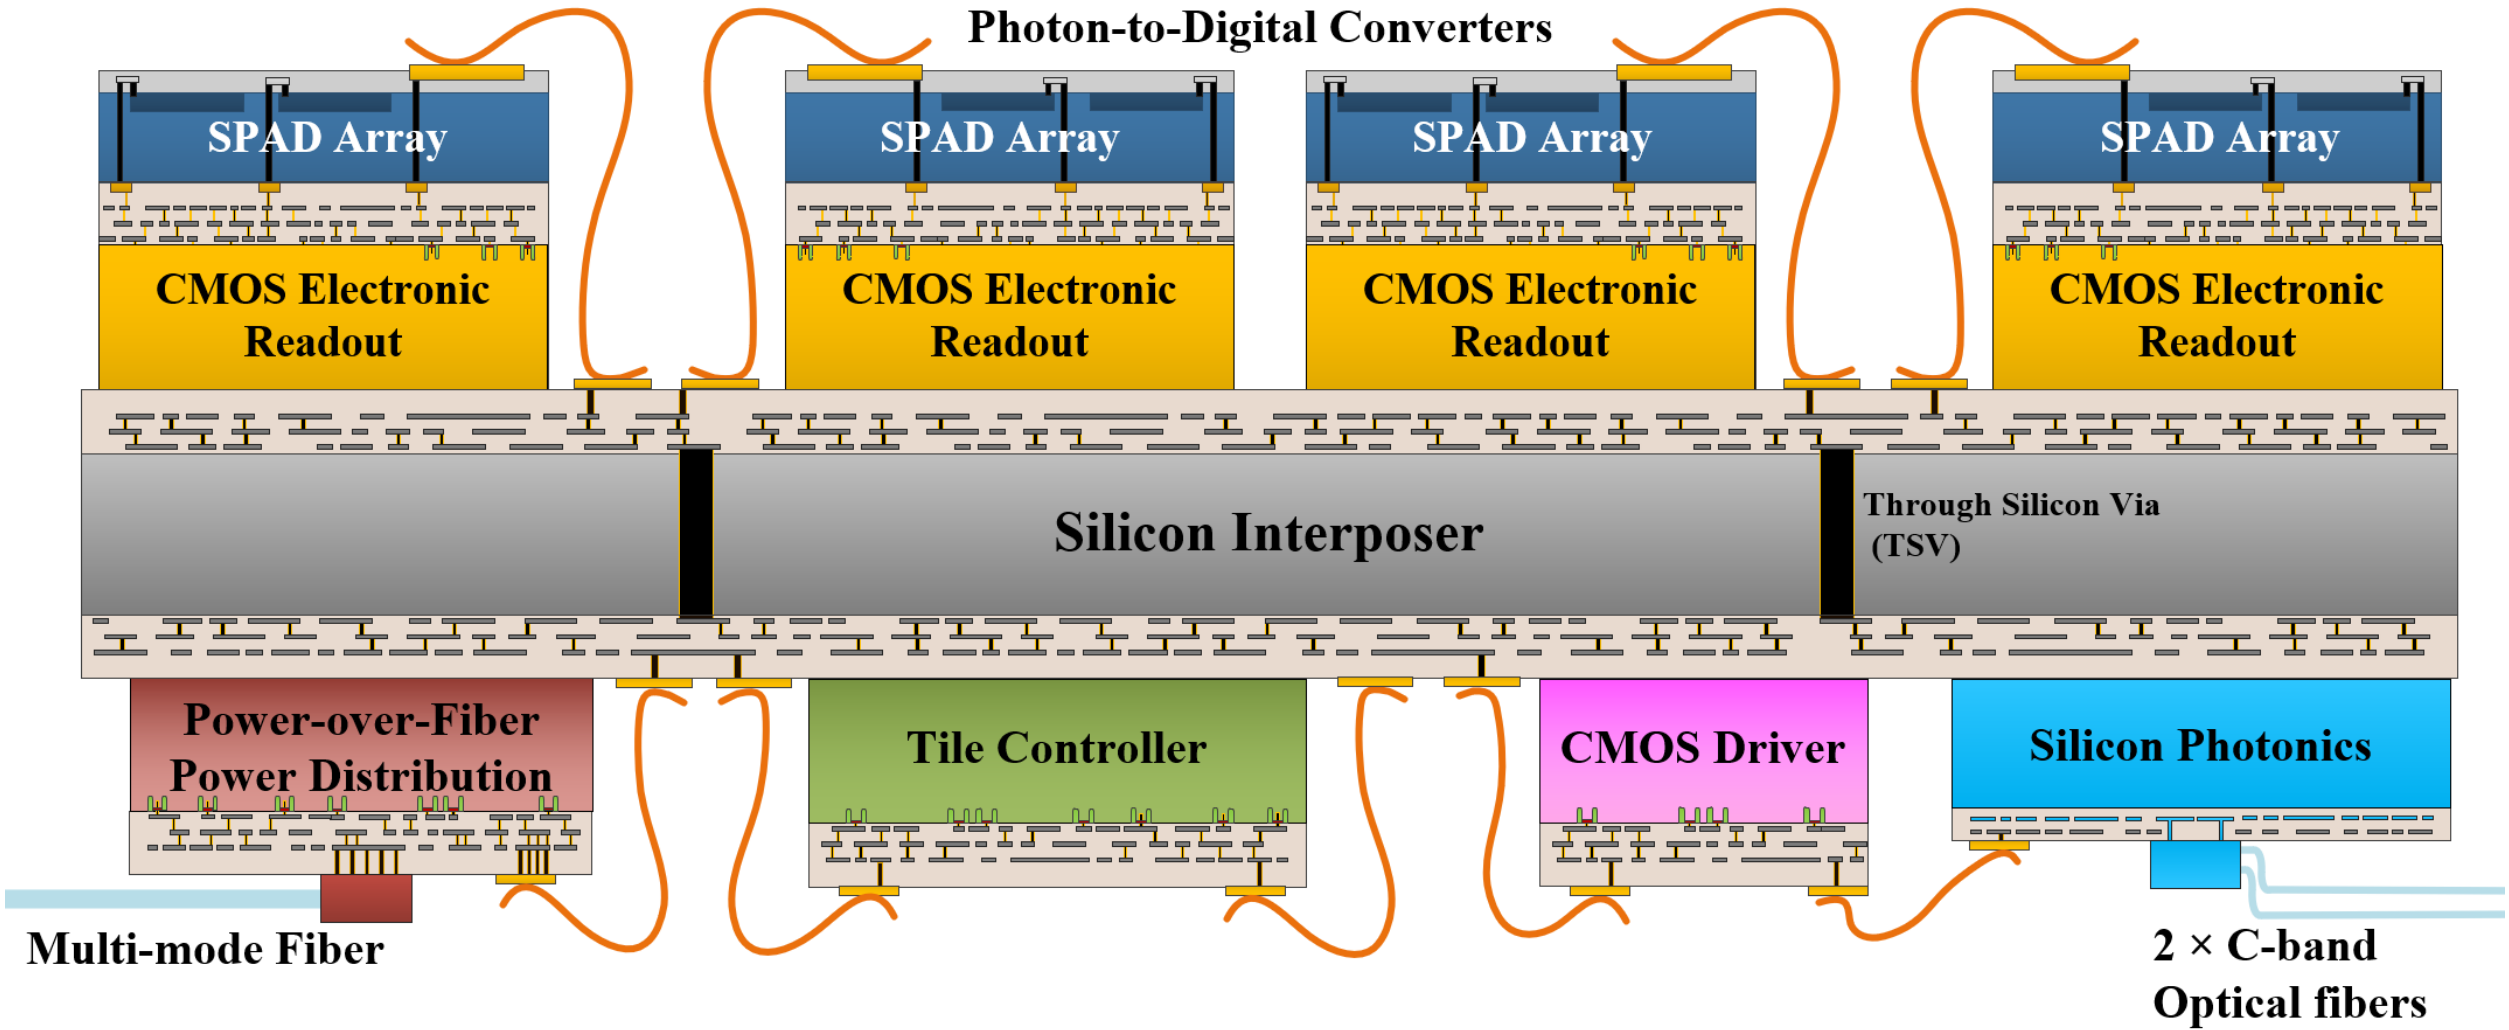 Photon-to-Digital Converters
SPAD Array
SPAD Array
SPAD Array
SPAD Array
CMOS Electronic
Readout
CMOS Electronic
Readout
CMOS Electronic
Readout
CMOS Electronic
Readout
Silicon Interposer
Through Silicon Via
(TSV)
Power-over-Fiber
Power Distribution
Tile Controller
CMOS Driver
Silicon Photonics
Multi-mode Fiber
2 × C-band
Optical fibers